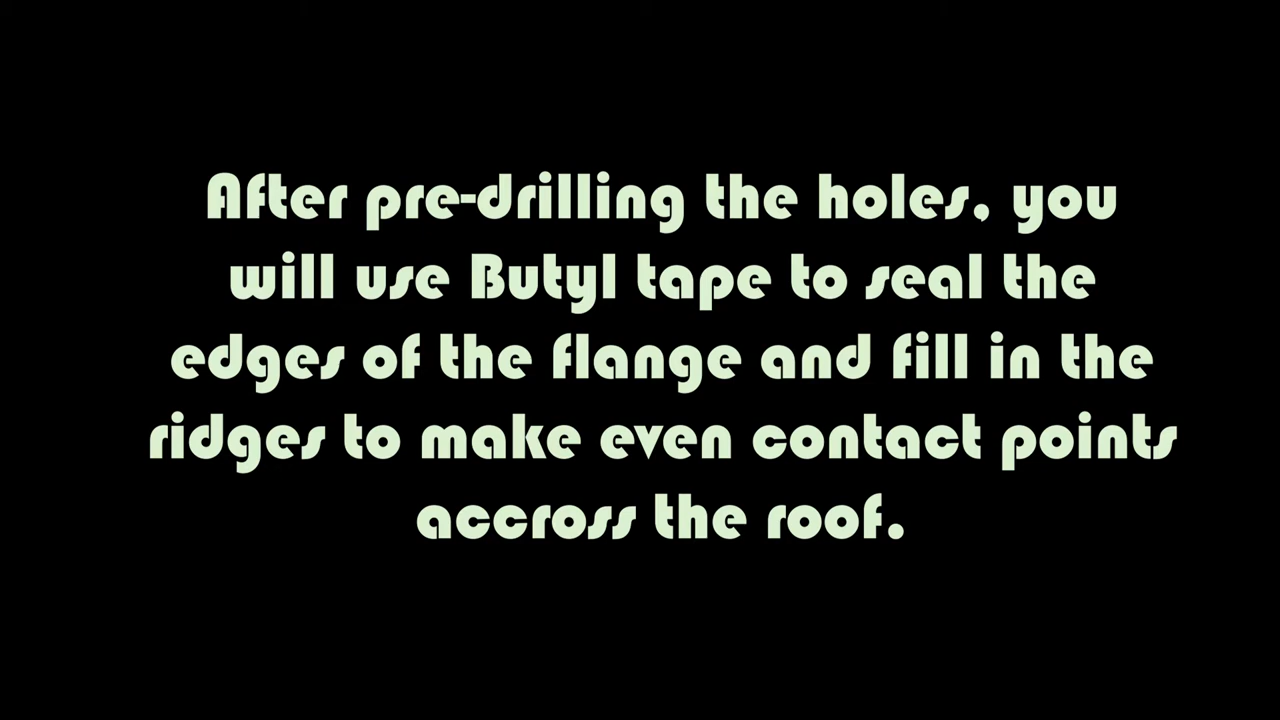 After pre-drilling the holes, you
will use Butyl tape to seal the
edges of the flange and fill in the
ridges to make even contact points
accross the roof.